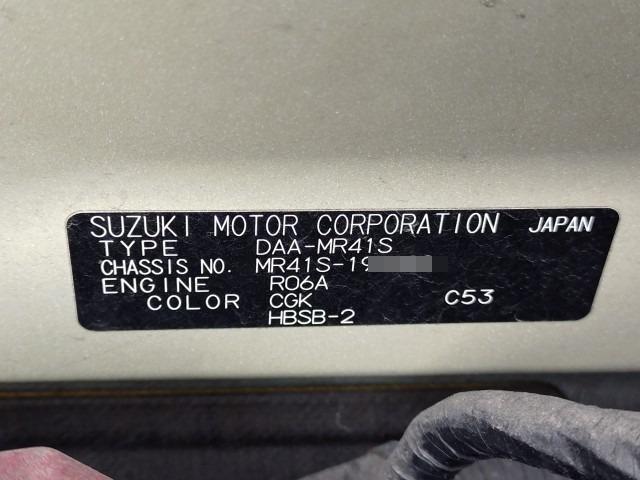 SUZUKI MOTOR CORPORATION JAPAN
TYPE DAA-MR41S
CHASSIS NO. MR41S-19
ENGINE R06A
COLOR CGK C53
HBSB-2